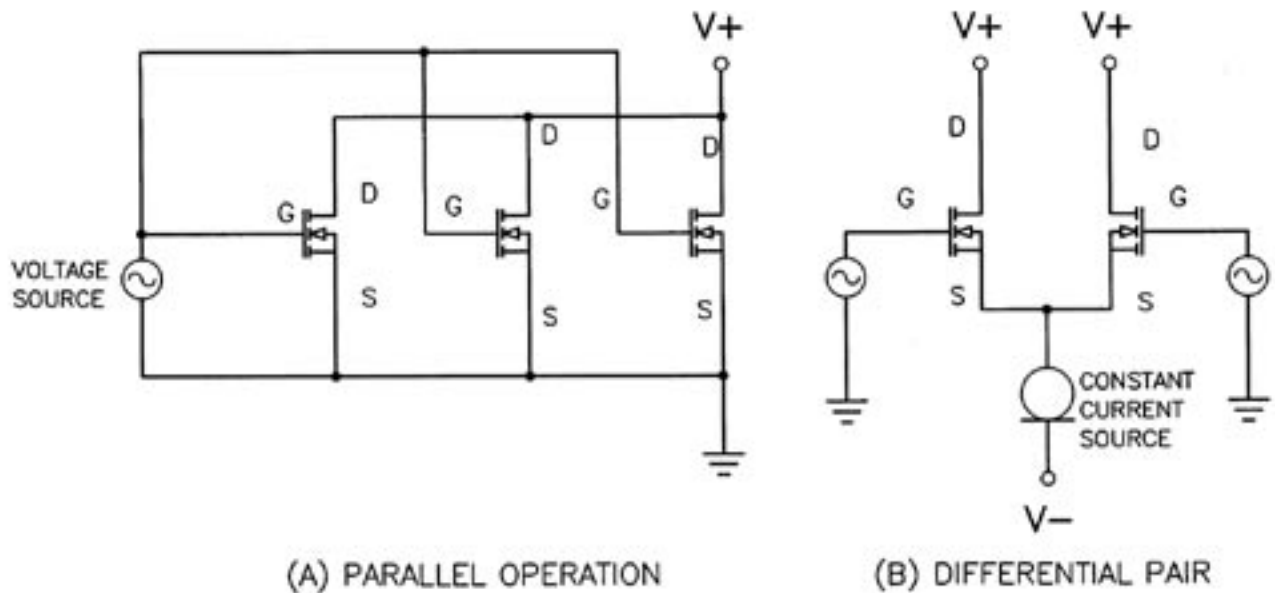 V+
V+
V+
D
D
D
D
D
G
G
G
G
G
VOLTAGE
SOURCE
S
S
S
S
S
CONSTANT
CURRENT
SOURCE
V−
(A) PARALLEL OPERATION
(B) DIFFERENTIAL PAIR